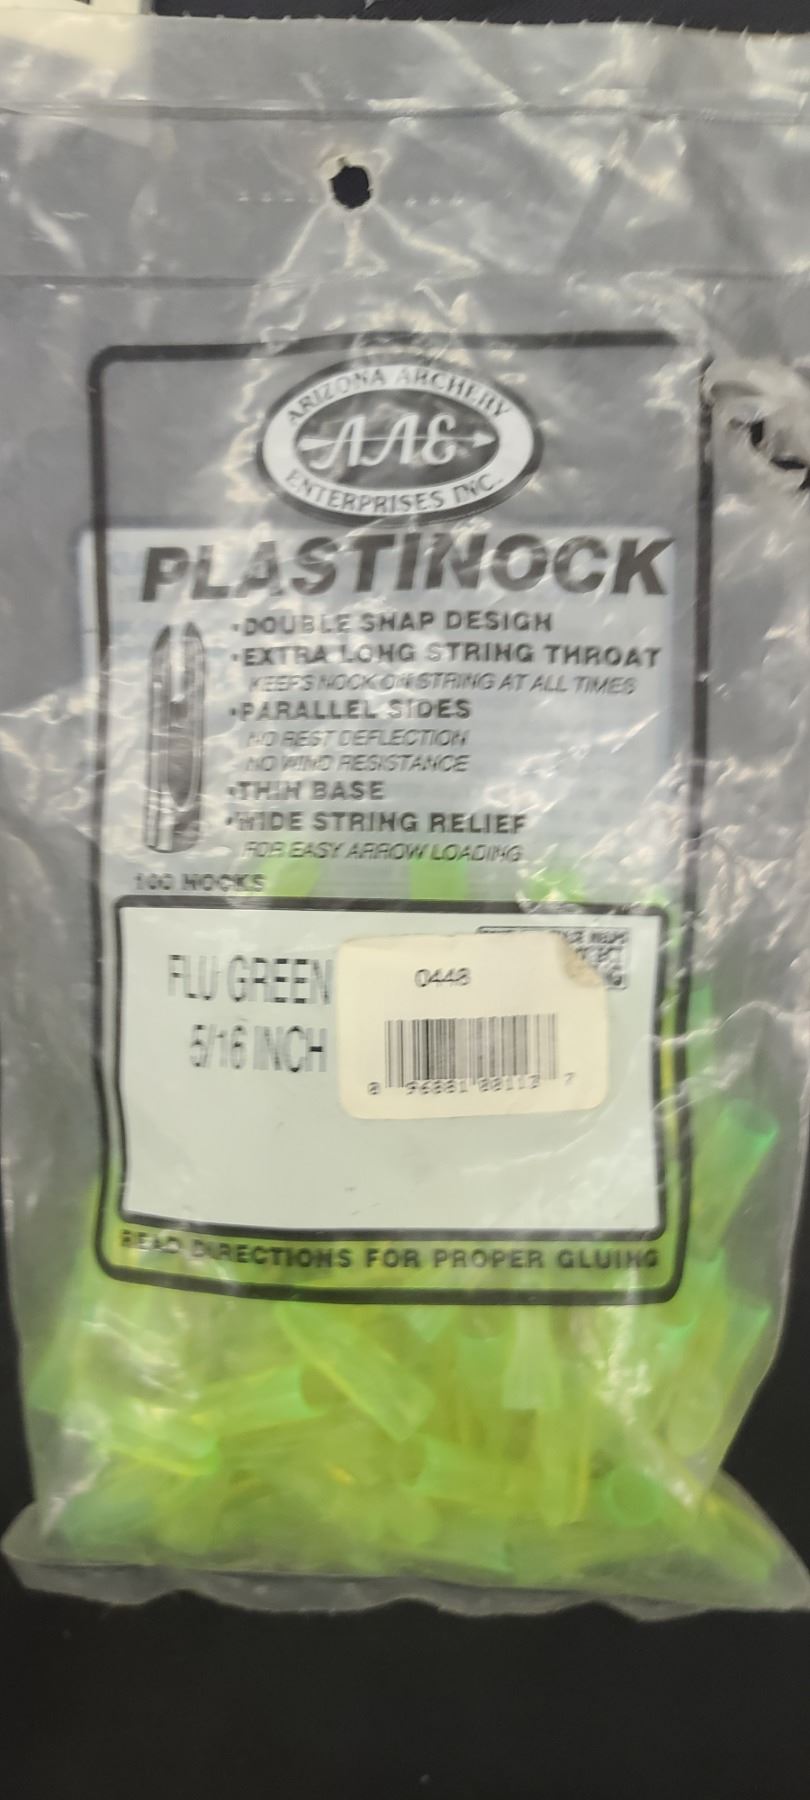 ARIZONA ARCHERY
AAE
ENTERPRISES INC.
PLASTINOCK
•DOUBLE SNAP DESIGN
•EXTRA LONG STRING THROAT
KEEPS NOCK ON STRING AT ALL TIMES
•PARALLEL SIDES
NO REST DEFLECTION
NO WIND RESISTANCE
•THIN BASE
•WIDE STRING RELIEF
FOR EASY ARROW LOADING
100 NOCKS
FLU GREEN
5/16 INCH
0448
READ DIRECTIONS FOR PROPER GLUING